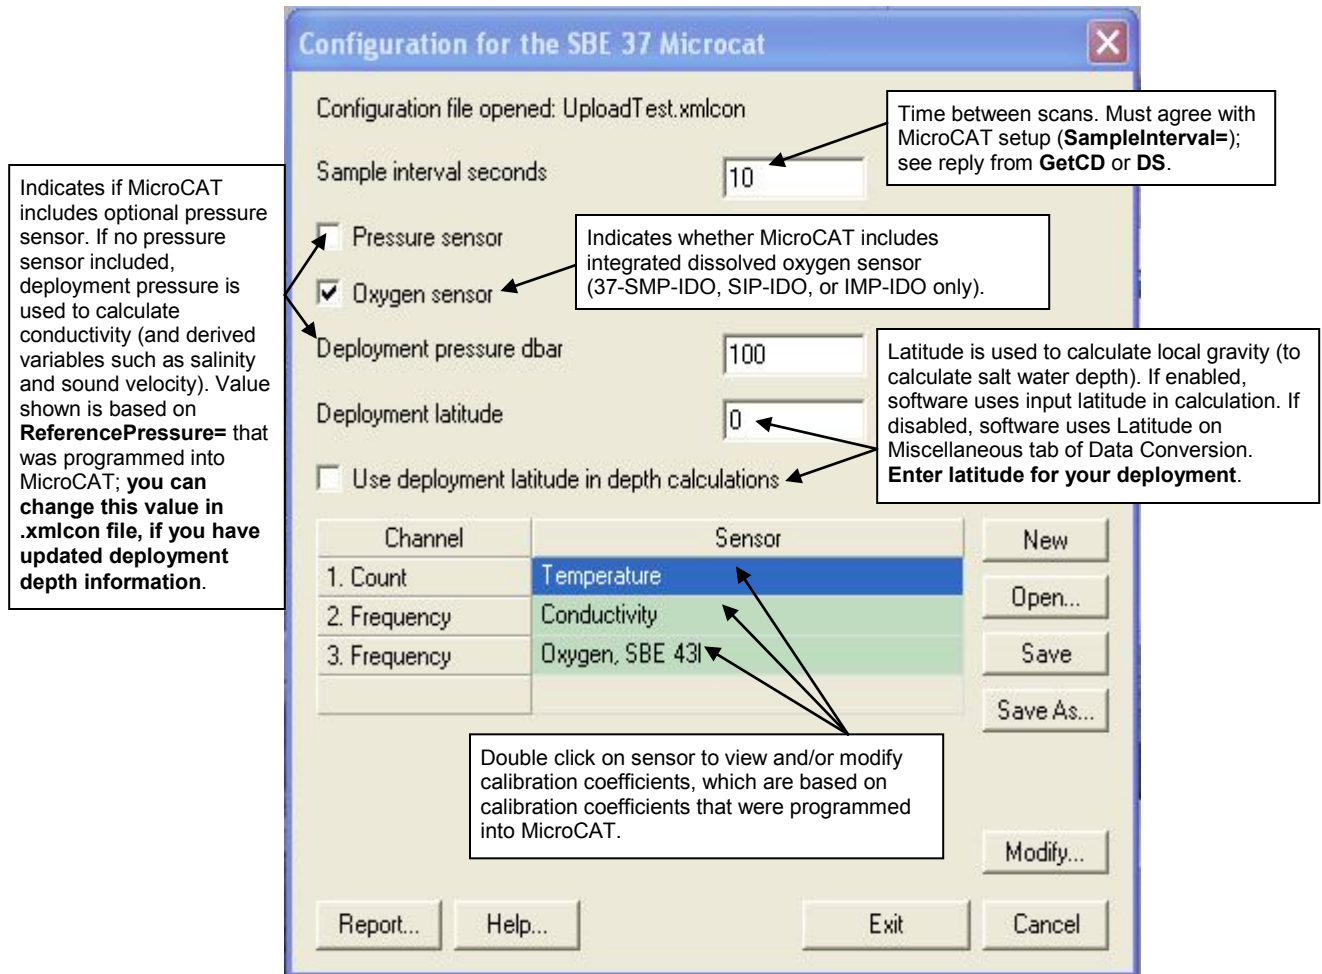 Configuration for the SBE 37 Microcat
Configuration file opened: UploadTest.xmlcon
Time between scans. Must agree with
MicroCAT setup (SampleInterval=);
see reply from GetCD or DS.
Sample interval seconds
10
Indicates if MicroCAT
includes optional pressure
sensor. If no pressure
sensor included,
deployment pressure is
used to calculate
conductivity (and derived
variables such as salinity
and sound velocity). Value
shown is based on
ReferencePressure= that
was programmed into
MicroCAT; you can
change this value in
.xmlcon file, if you have
updated deployment
depth information.
Pressure sensor
Indicates whether MicroCAT includes
integrated dissolved oxygen sensor
(37-SMP-IDO, SIP-IDO, or IMP-IDO only).
Oxygen sensor
Deployment pressure dbar
100
Latitude is used to calculate local gravity (to
calculate salt water depth). If enabled,
software uses input latitude in calculation. If
disabled, software uses Latitude on
Miscellaneous tab of Data Conversion.
Enter latitude for your deployment.
Deployment latitude
0
Use deployment latitude in depth calculations
Channel Sensor
1. Count Temperature
2. Frequency Conductivity
3. Frequency Oxygen, SBE 43I
New
Open...
Save
Save As...
Double click on sensor to view and/or modify
calibration coefficients, which are based on
calibration coefficients that were programmed
into MicroCAT.
Modify...
Report... Help... Exit Cancel